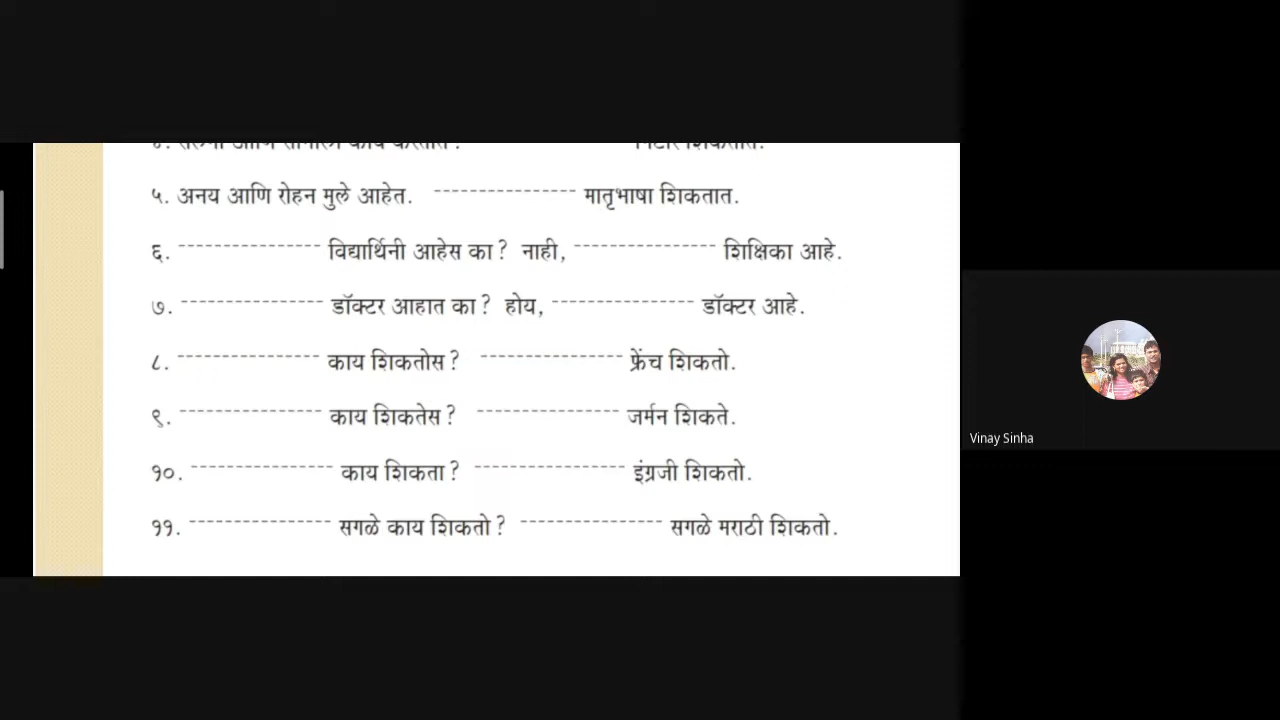 ५. अनय आणि रोहन मुले आहेत. -------------- मातृभाषा शिकतात.
६. -------------- विद्यार्थिनी आहेस का? नाही, -------------- शिक्षिका आहे.
७. -------------- डॉक्टर आहात का? होय, -------------- डॉक्टर आहे.
८. -------------- काय शिकतोस? -------------- फ्रेंच शिकतो.
९. -------------- काय शिकतेस? -------------- जर्मन शिकते.
Vinay Sinha
१०. -------------- काय शिकता? -------------- इंग्रजी शिकतो.
११. -------------- सगळे काय शिकतो? -------------- सगळे मराठी शिकतो.